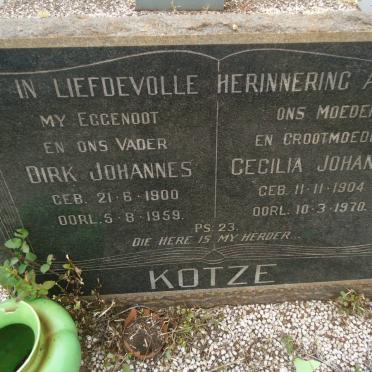 IN LIEFDEVOLLE HERINNERING A
MY EGGENOOT
EN ONS VADER
DIRK JOHANNES
GEB. 21-6-1900
OORL. 5-8-1959.
ONS MOEDE
EN GROOTMOEDE
CECILIA JOHAN
GEB. 11-11-1904
OORL. 10-3-1970.
PS. 23.
DIE HERE IS MY HERDER...
KOTZE